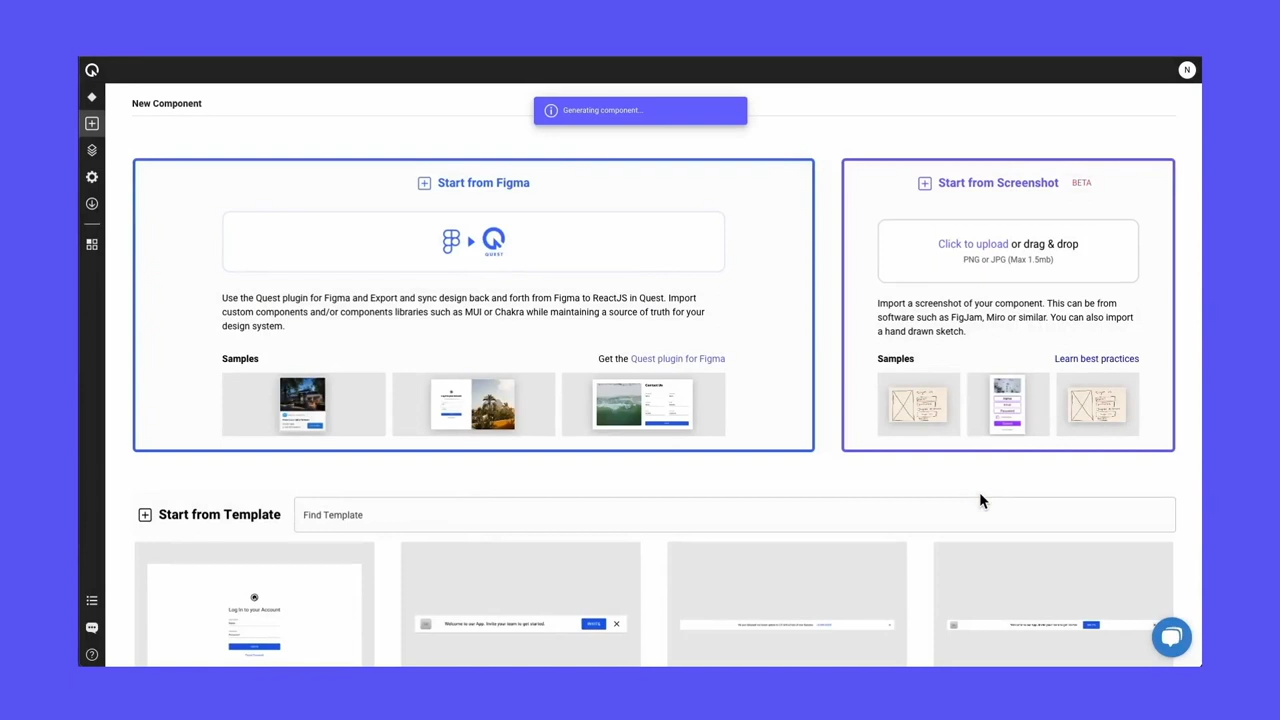 N
New Component
Generating component...
Start from Figma
QUEST
Use the Quest plugin for Figma and Export and sync design back and forth from Figma to ReactJS in Quest. Import
custom components and/or components libraries such as MUI or Chakra while maintaining a source of truth for your
design system.
Samples
Get the Quest plugin for Figma
Contact Us
Start from Screenshot BETA
Click to upload or drag & drop
PNG or JPG (Max 1.5mb)
Import a screenshot of your component. This can be from
software such as FigJam, Miro or similar. You can also import
a hand drawn sketch.
Samples
Learn best practices
Start from Template
Find Template
Log In to your Account
Welcome to our App. Invite your team to get started.
INVITE